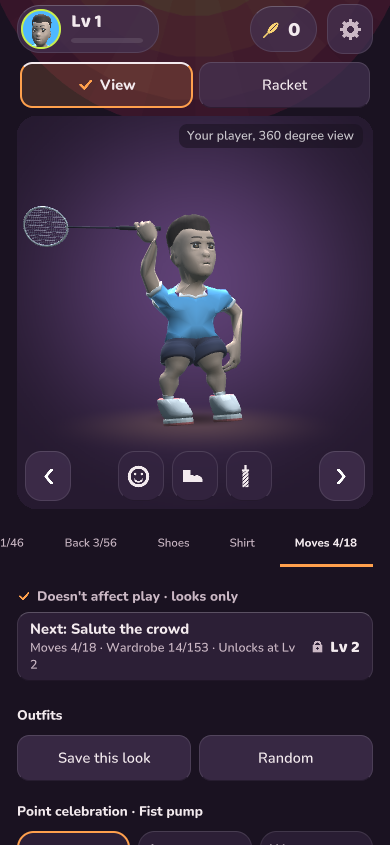 Lv 1
0
View
Racket
Your player, 360 degree view
1/46
Back 3/56
Shoes
Shirt
Moves 4/18
Doesn't affect play · looks only
Next: Salute the crowd
Moves 4/18 · Wardrobe 14/153 · Unlocks at Lv
2
Lv 2
Outfits
Save this look
Random
Point celebration · Fist pump